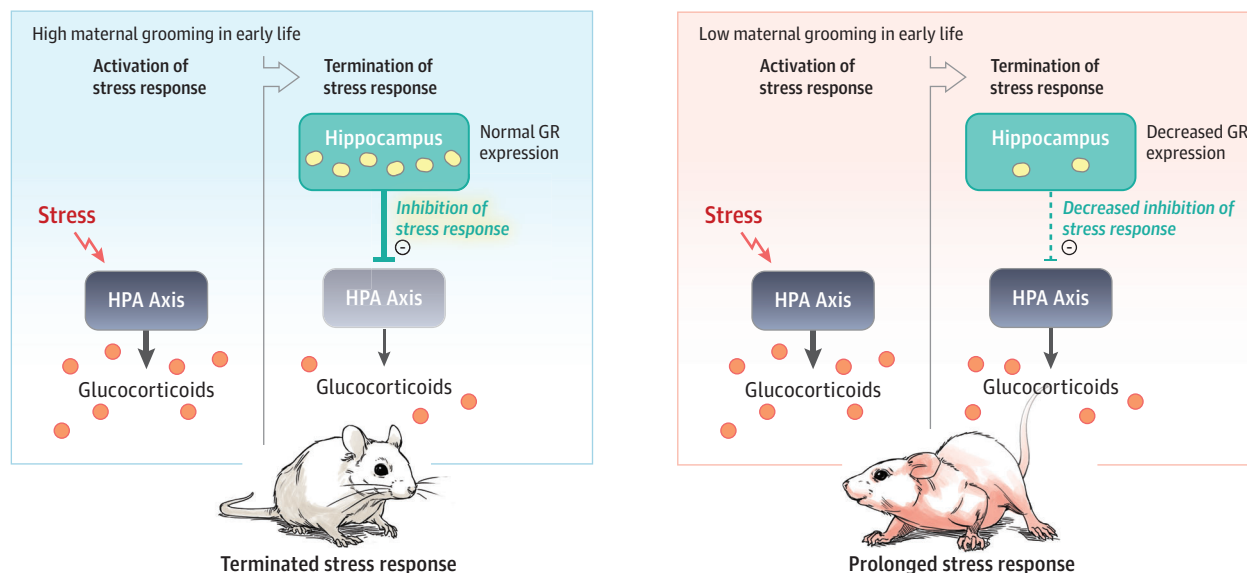 High maternal grooming in early life
Activation of
stress response
Termination of
stress response
Hippocampus
Normal GR
expression
Inhibition of
stress response
Stress
HPA Axis
HPA Axis
Glucocorticoids
Glucocorticoids
Terminated stress response
Low maternal grooming in early life
Activation of
stress response
Termination of
stress response
Hippocampus
Decreased GR
expression
Decreased inhibition of
stress response
Stress
HPA Axis
HPA Axis
Glucocorticoids
Glucocorticoids
Prolonged stress response